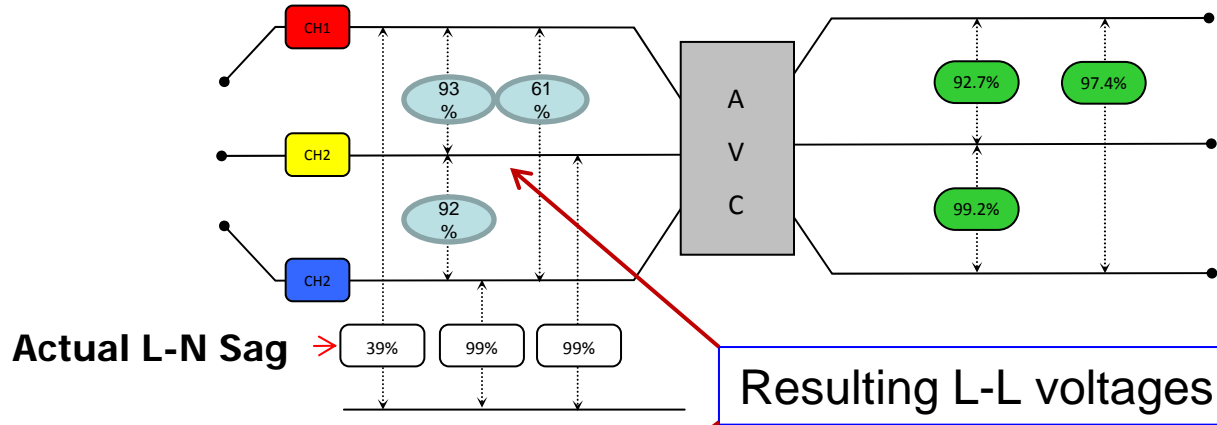 CH1
93
%
61
%
CH2
92
%
CH2
A
V
C
92.7%
97.4%
99.2%
Actual L-N Sag
39%
99%
99%
Resulting L-L voltages